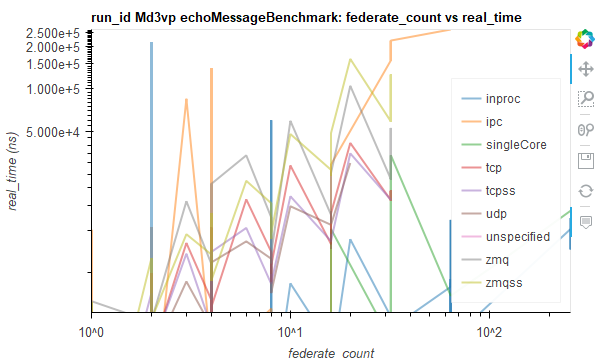 run_id Md3vp echoMessageBenchmark: federate_count vs real_time
2.500e+5
2.000e+5
1.500e+5
1.000e+5
5.000e+4
real_time (ns)
inproc
ipc
singleCore
tcp
tcpss
udp
unspecified
zmq
zmqss
10^0
10^1
10^2
federate_count